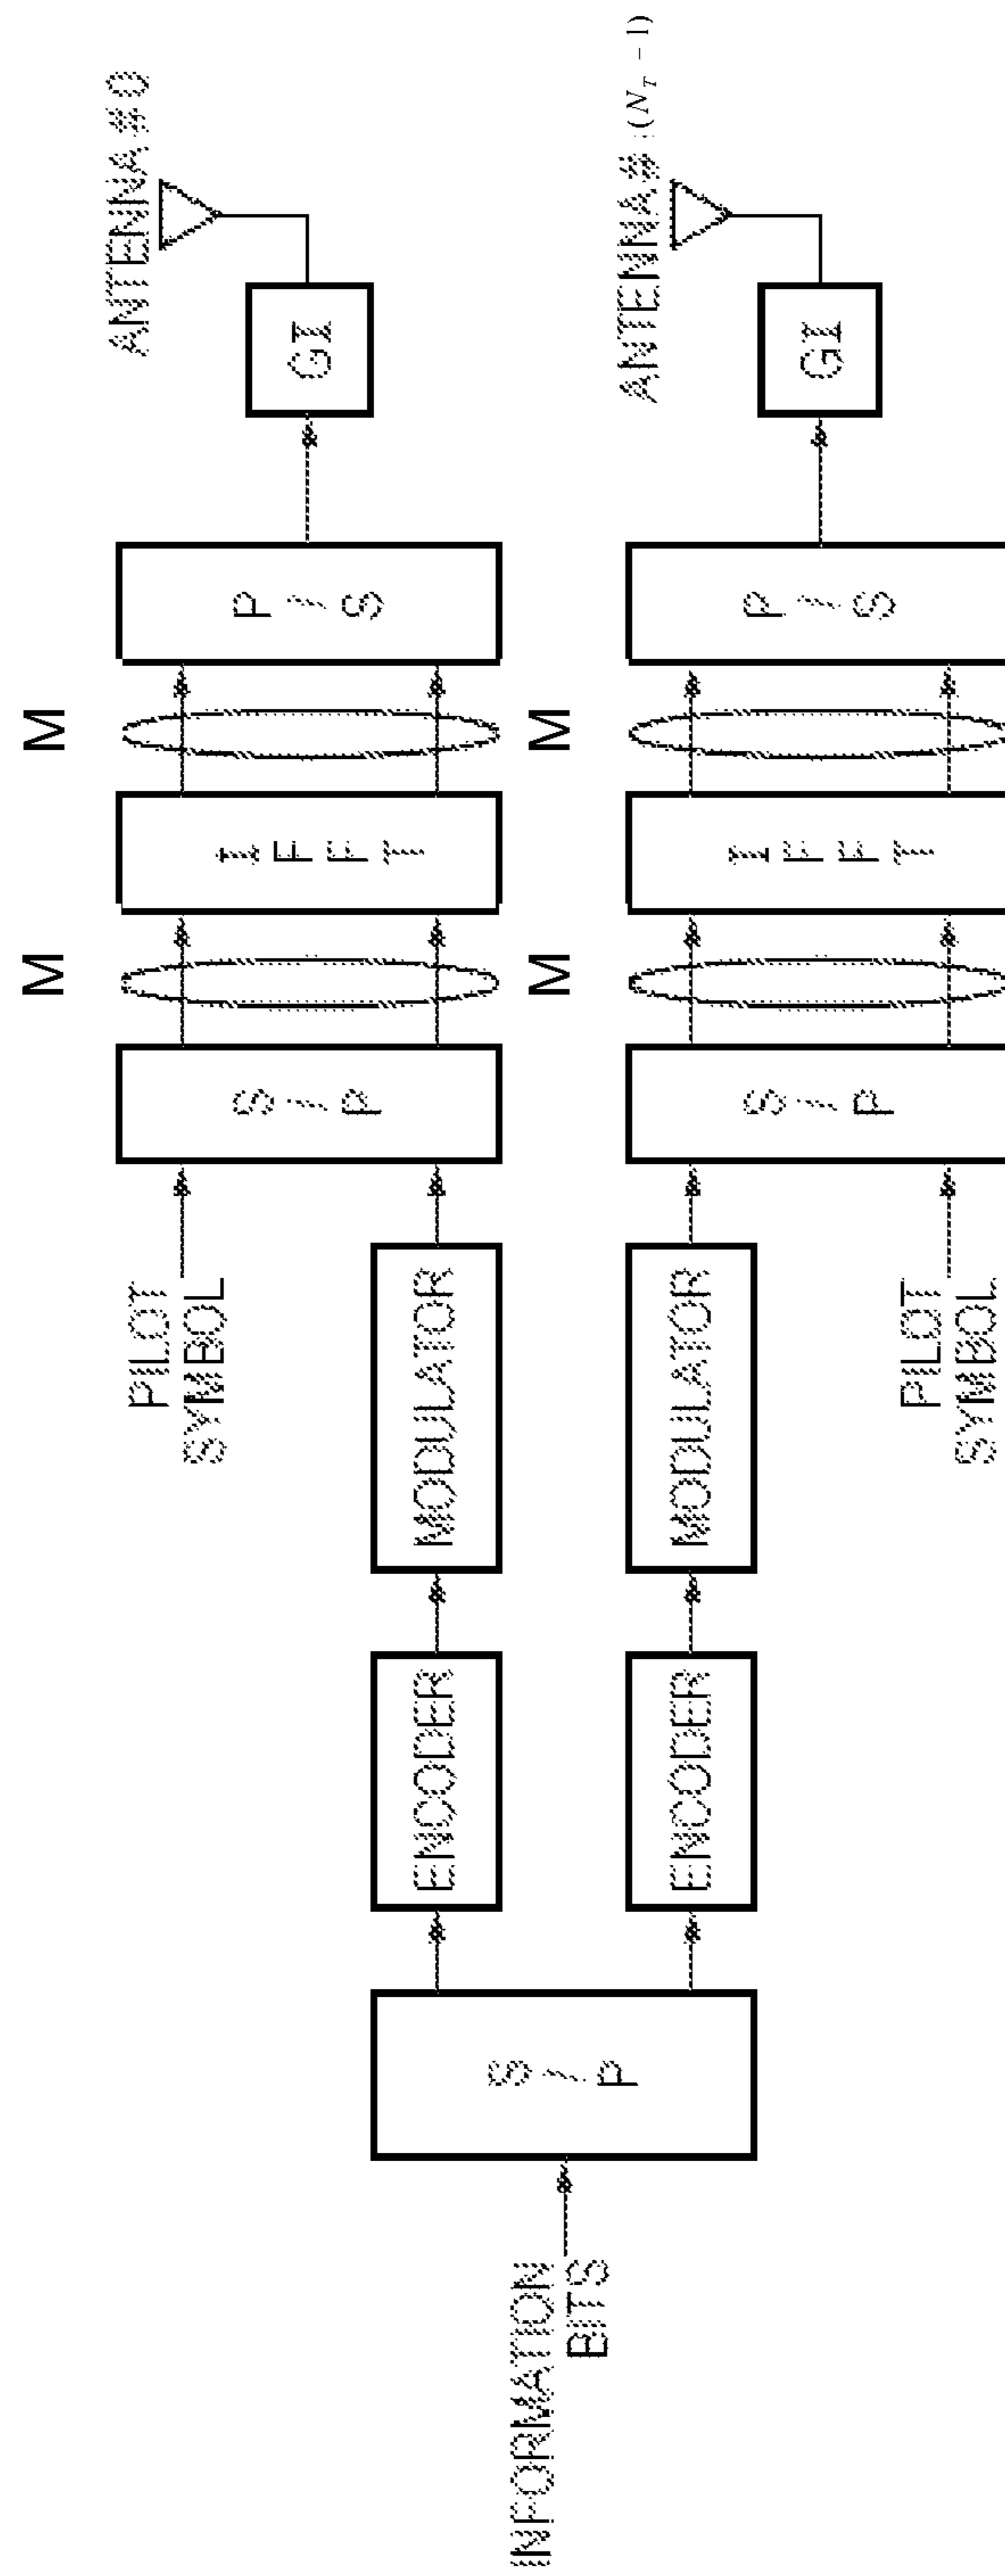 INFORMATION
BITS
S/P
ENCODER
MODULATOR
PILOT
SYMBOL
S/P
M
IFFT
M
P/S
GI
ANTENNA #0
ENCODER
MODULATOR
PILOT
SYMBOL
S/P
M
IFFT
M
P/S
GI
ANTENNA #(N_T - 1)